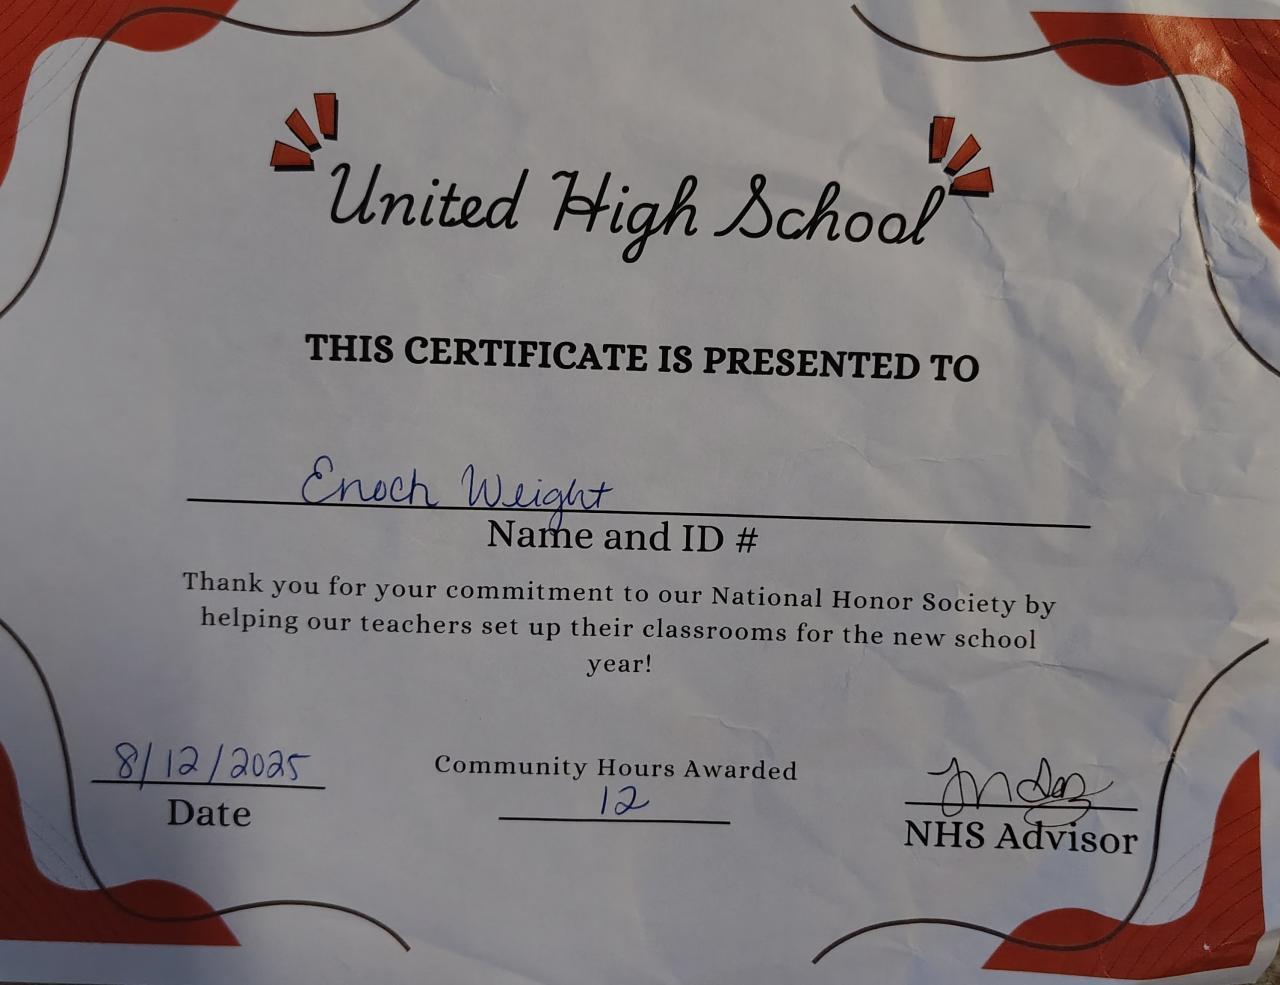 United High School
THIS CERTIFICATE IS PRESENTED TO
Enoch Weight
Name and ID #
Thank you for your commitment to our National Honor Society by
helping our teachers set up their classrooms for the new school
year!
8/12/2025
Date
Community Hours Awarded
12
NHS Advisor